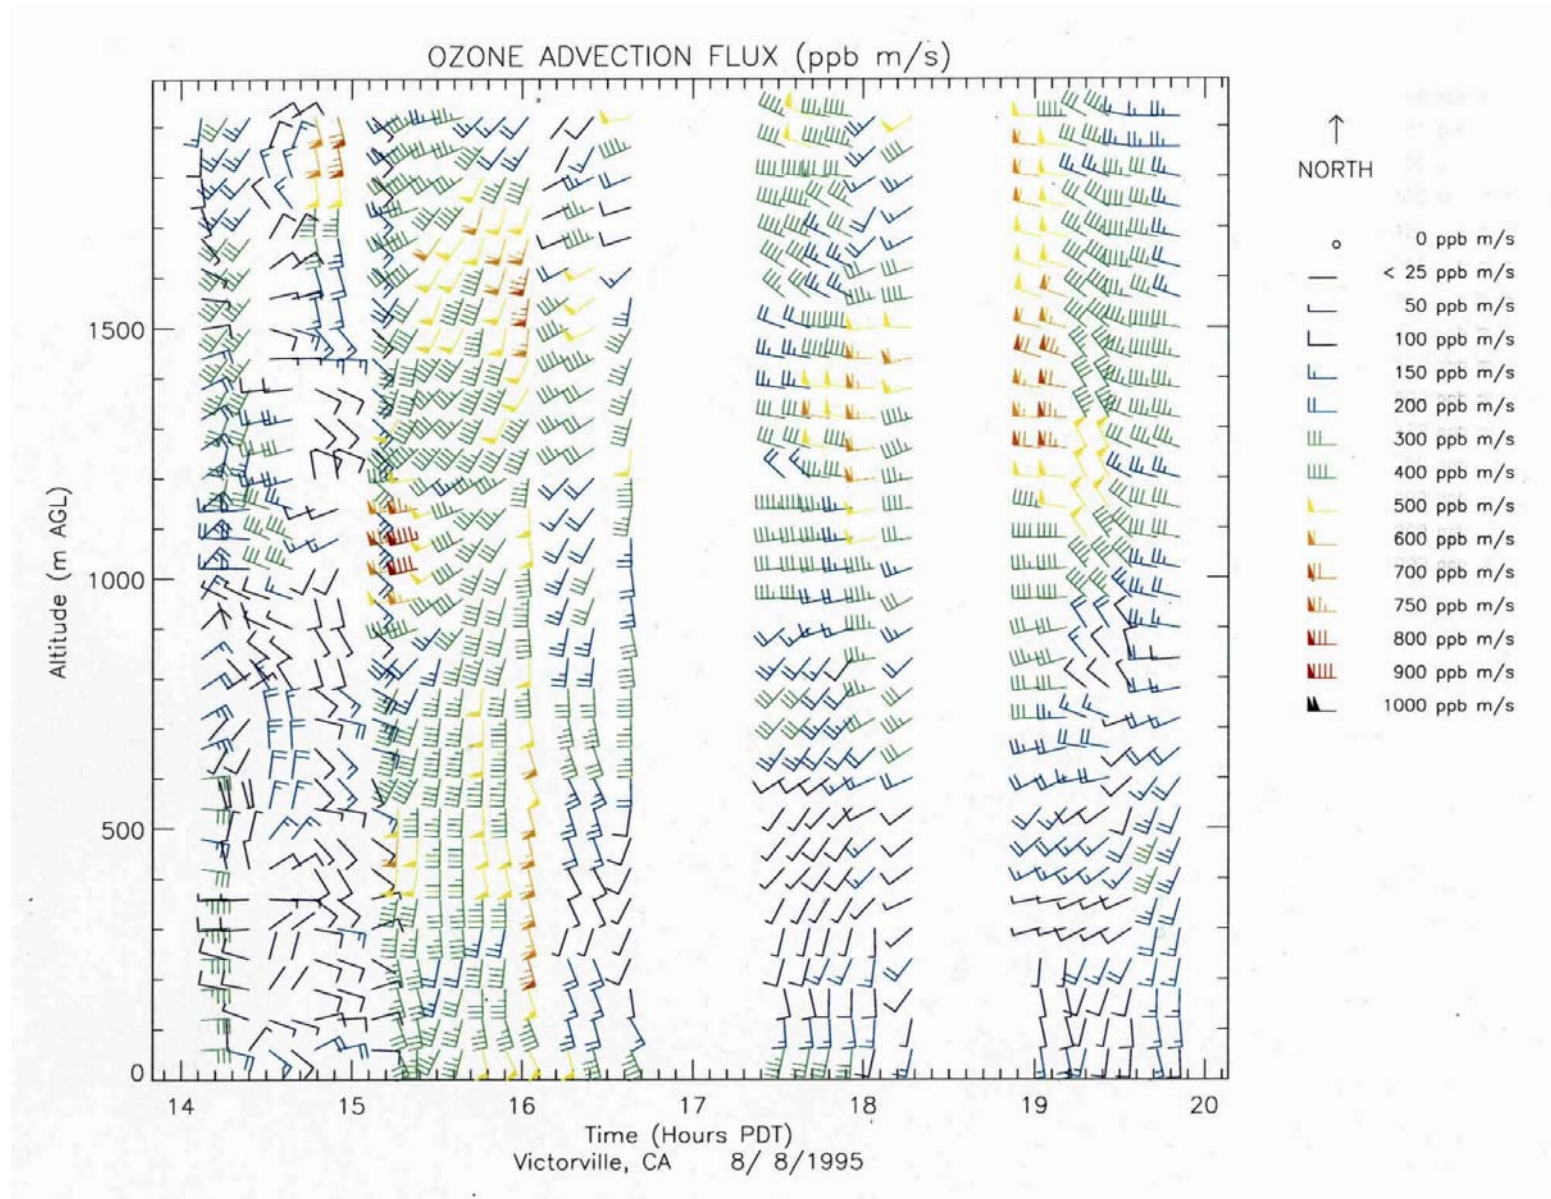 OZONE ADVECTION FLUX (ppb m/s)
NORTH
0 ppb m/s
< 25 ppb m/s
50 ppb m/s
100 ppb m/s
150 ppb m/s
200 ppb m/s
300 ppb m/s
400 ppb m/s
500 ppb m/s
600 ppb m/s
700 ppb m/s
750 ppb m/s
800 ppb m/s
900 ppb m/s
1000 ppb m/s
Altitude (m AGL)
1500
1000
500
0
14 15 16 17 18 19 20
Time (Hours PDT)
Victorville, CA 8/ 8/1995